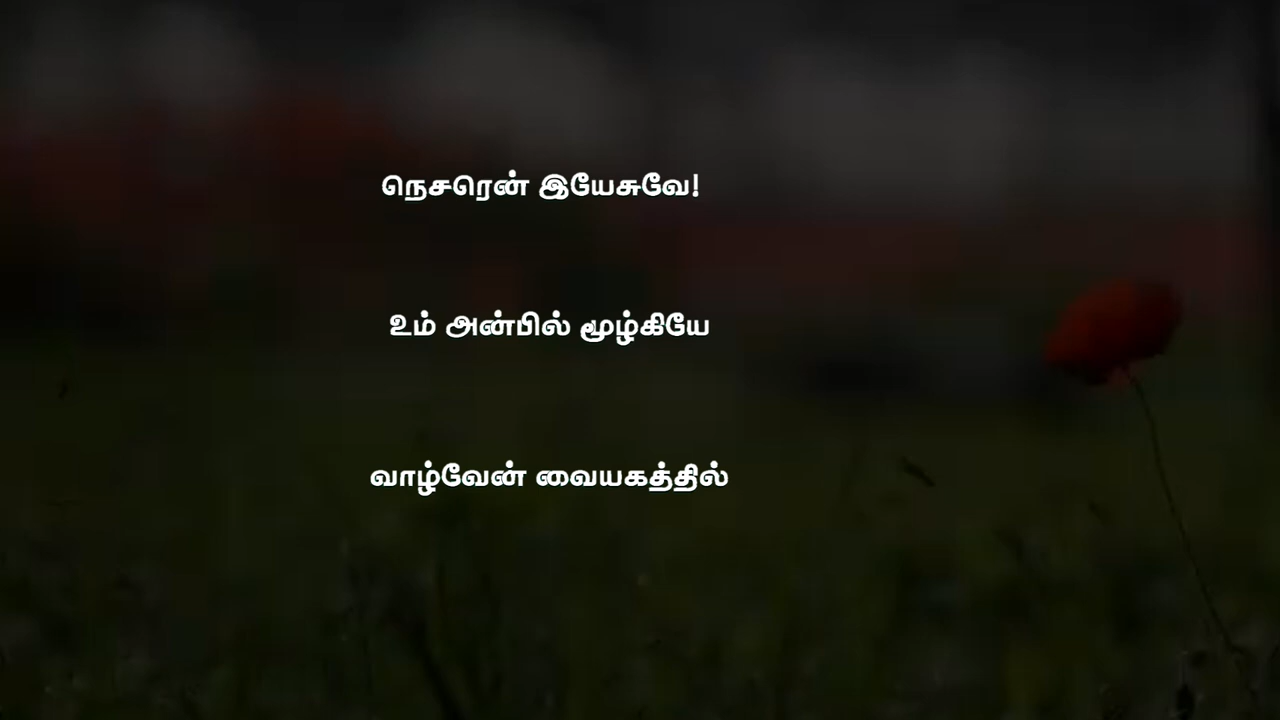 நெசரென் இயேசுவே!
உம் அன்பில் மூழ்கியே
வாழ்வேன் வையகத்தில்